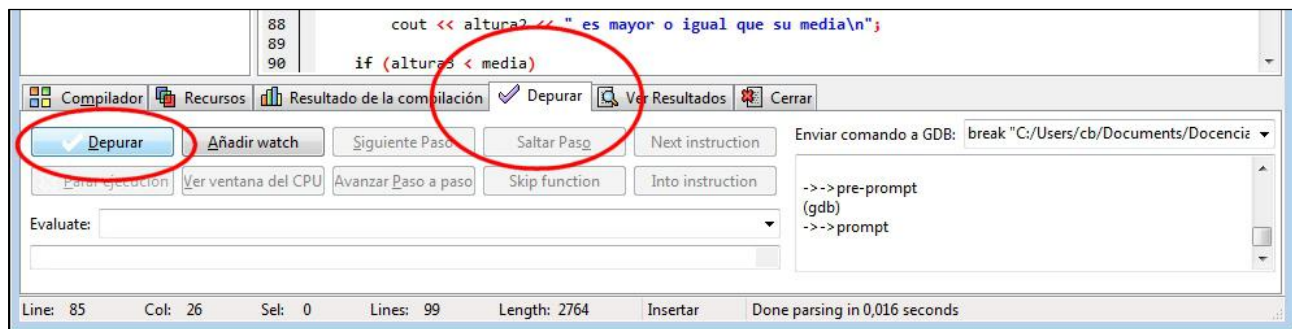 88 cout << altura2 << " es mayor o igual que su media\n";
89
90 if (altura3 < media)
Compilador Recursos Resultado de la compilación Depurar Ver Resultados Cerrar
Depurar Añadir watch Siguiente Paso Saltar Paso Next instruction Enviar comando a GDB: break "C:/Users/cb/Documents/Docencia
Parar ejecución Ver ventana del CPU Avanzar Paso a paso Skip function Into instruction
->->pre-prompt
(gdb)
->->prompt
Evaluate:
Line: 85 Col: 26 Sel: 0 Lines: 99 Length: 2764 Insertar Done parsing in 0,016 seconds